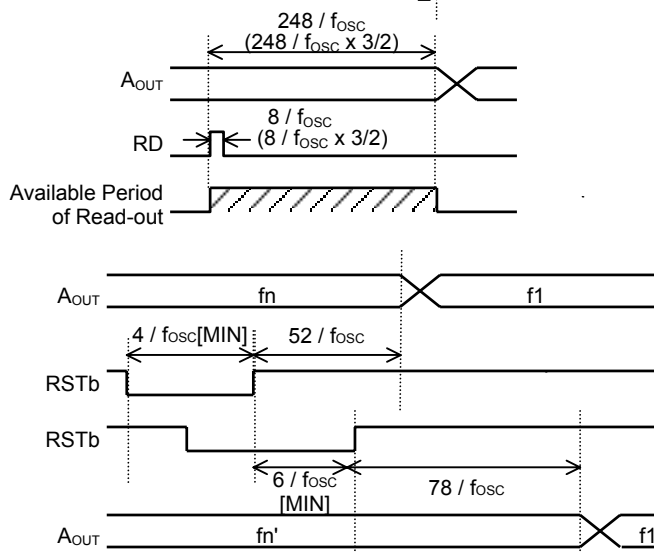 248 / fOSC
(248 / fOSC x 3/2)
AOUT
8 / fOSC
RD
(8 / fOSC x 3/2)
Available Period
of Read-out
AOUT
fn
f1
4 / fOSC[MIN]
52 / fOSC
RSTb
RSTb
6 / fOSC
[MIN]
78 / fOSC
AOUT
fn'
f1